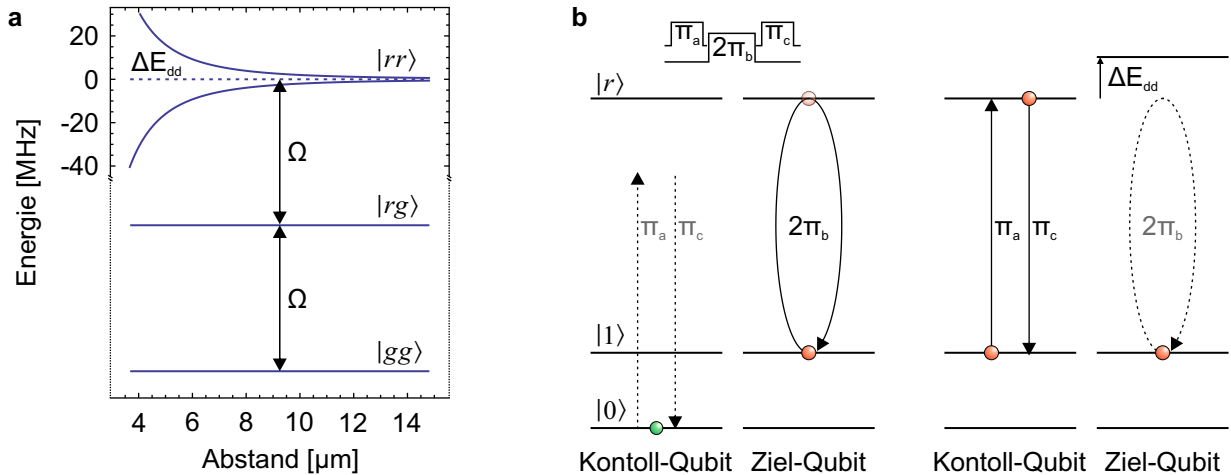 a
Energie [MHz]
20
0
-20
-40
ΔE_dd
|rr⟩
Ω
|rg⟩
Ω
|gg⟩
4 6 8 10 12 14
Abstand [μm]
b
π_a 2π_b π_c
|r⟩
|1⟩
|0⟩
π_a π_c
2π_b
Kontoll-Qubit Ziel-Qubit
ΔE_dd
π_a π_c
2π_b
Kontoll-Qubit Ziel-Qubit